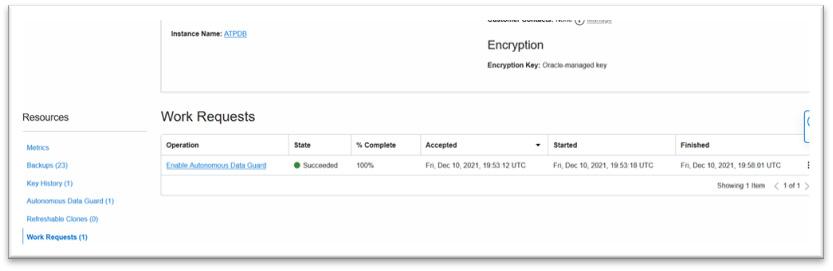 Customer Contacts: None Manage
Instance Name: ATPDB
Encryption
Encryption Key: Oracle-managed key
Resources
Metrics
Backups (23)
Key History (1)
Autonomous Data Guard (1)
Refreshable Clones (0)
Work Requests (1)
Work Requests
Operation State % Complete Accepted Started Finished
Enable Autonomous Data Guard Succeeded 100% Fri, Dec 10, 2021, 19:53:12 UTC Fri, Dec 10, 2021, 19:53:18 UTC Fri, Dec 10, 2021, 19:58:01 UTC
Showing 1 Item < 1 of 1 >